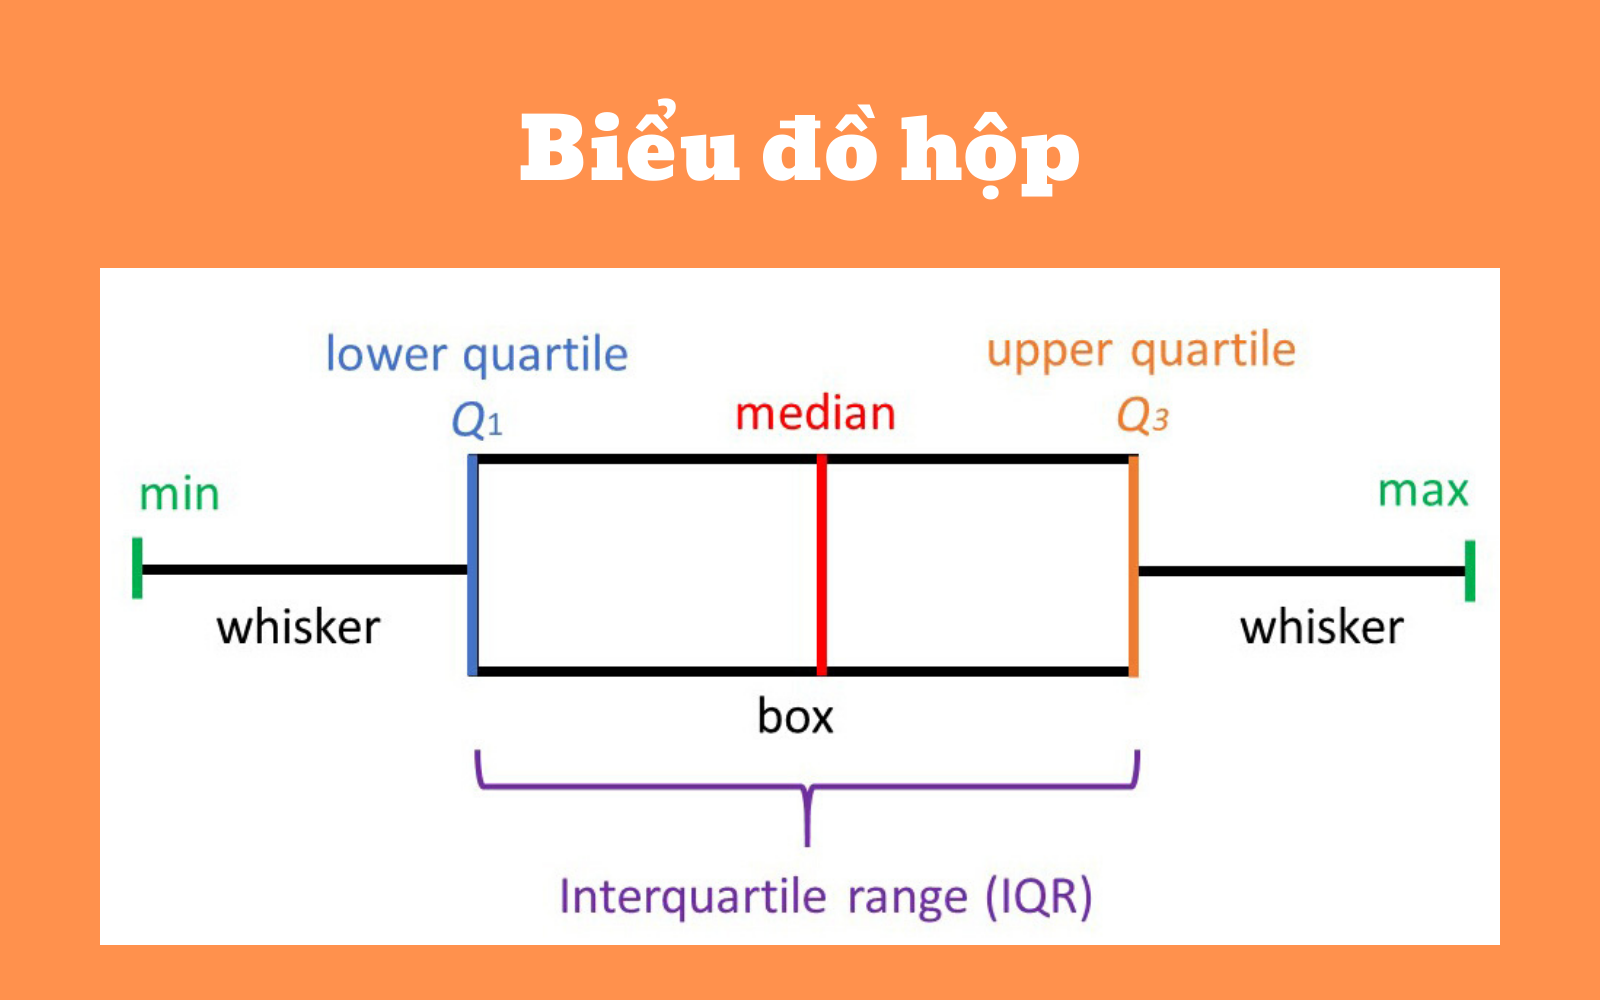 Biểu đồ hộp
lower quartile
Q1
median
upper quartile
Q3
min
max
whisker
whisker
box
Interquartile range (IQR)